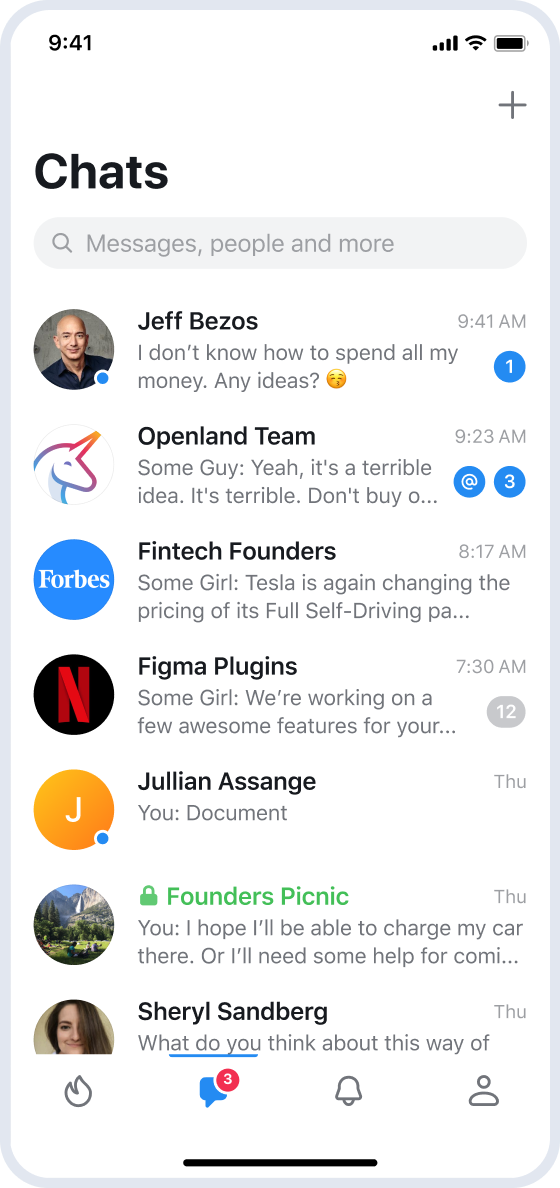 9:41
Chats
Messages, people and more
Jeff Bezos
9:41 AM
I don’t know how to spend all my
money. Any ideas? 😚
1
Openland Team
9:23 AM
Some Guy: Yeah, it's a terrible
idea. It's terrible. Don't buy o...
@
3
Forbes
Fintech Founders
8:17 AM
Some Girl: Tesla is again changing the
pricing of its Full Self-Driving pa...
N
Figma Plugins
7:30 AM
Some Girl: We’re working on a
few awesome features for your...
12
J
Jullian Assange
Thu
You: Document
Founders Picnic
Thu
You: I hope I’ll be able to charge my car
there. Or I’ll need some help for comi...
Sheryl Sandberg
Thu
What do you think about this way of
3